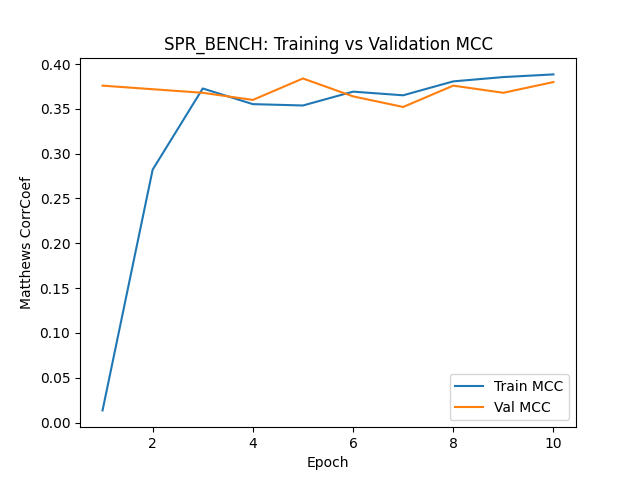 SPR_BENCH: Training vs Validation MCC
Matthews CorrCoef
0.40
0.35
0.30
0.25
0.20
0.15
0.10
0.05
0.00
2
4
6
8
10
Epoch
Train MCC
Val MCC